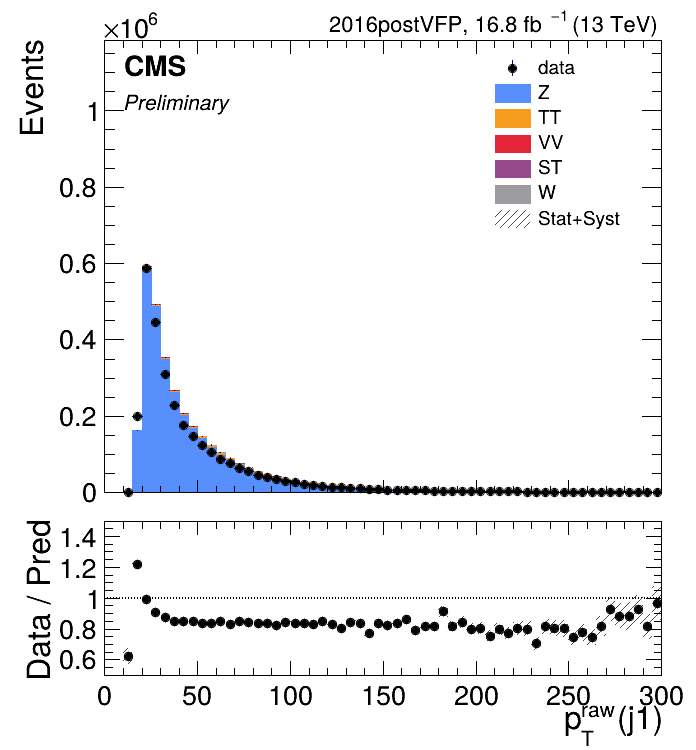 ×10⁶
2016postVFP, 16.8 fb ⁻¹ (13 TeV)
CMS
Preliminary
Events
data
Z
TT
VV
ST
W
Stat+Syst
1
0.8
0.6
0.4
0.2
0
Data / Pred
1.4
1.2
1
0.8
0.6
0 50 100 150 200 250 300
p_T^raw(j1)